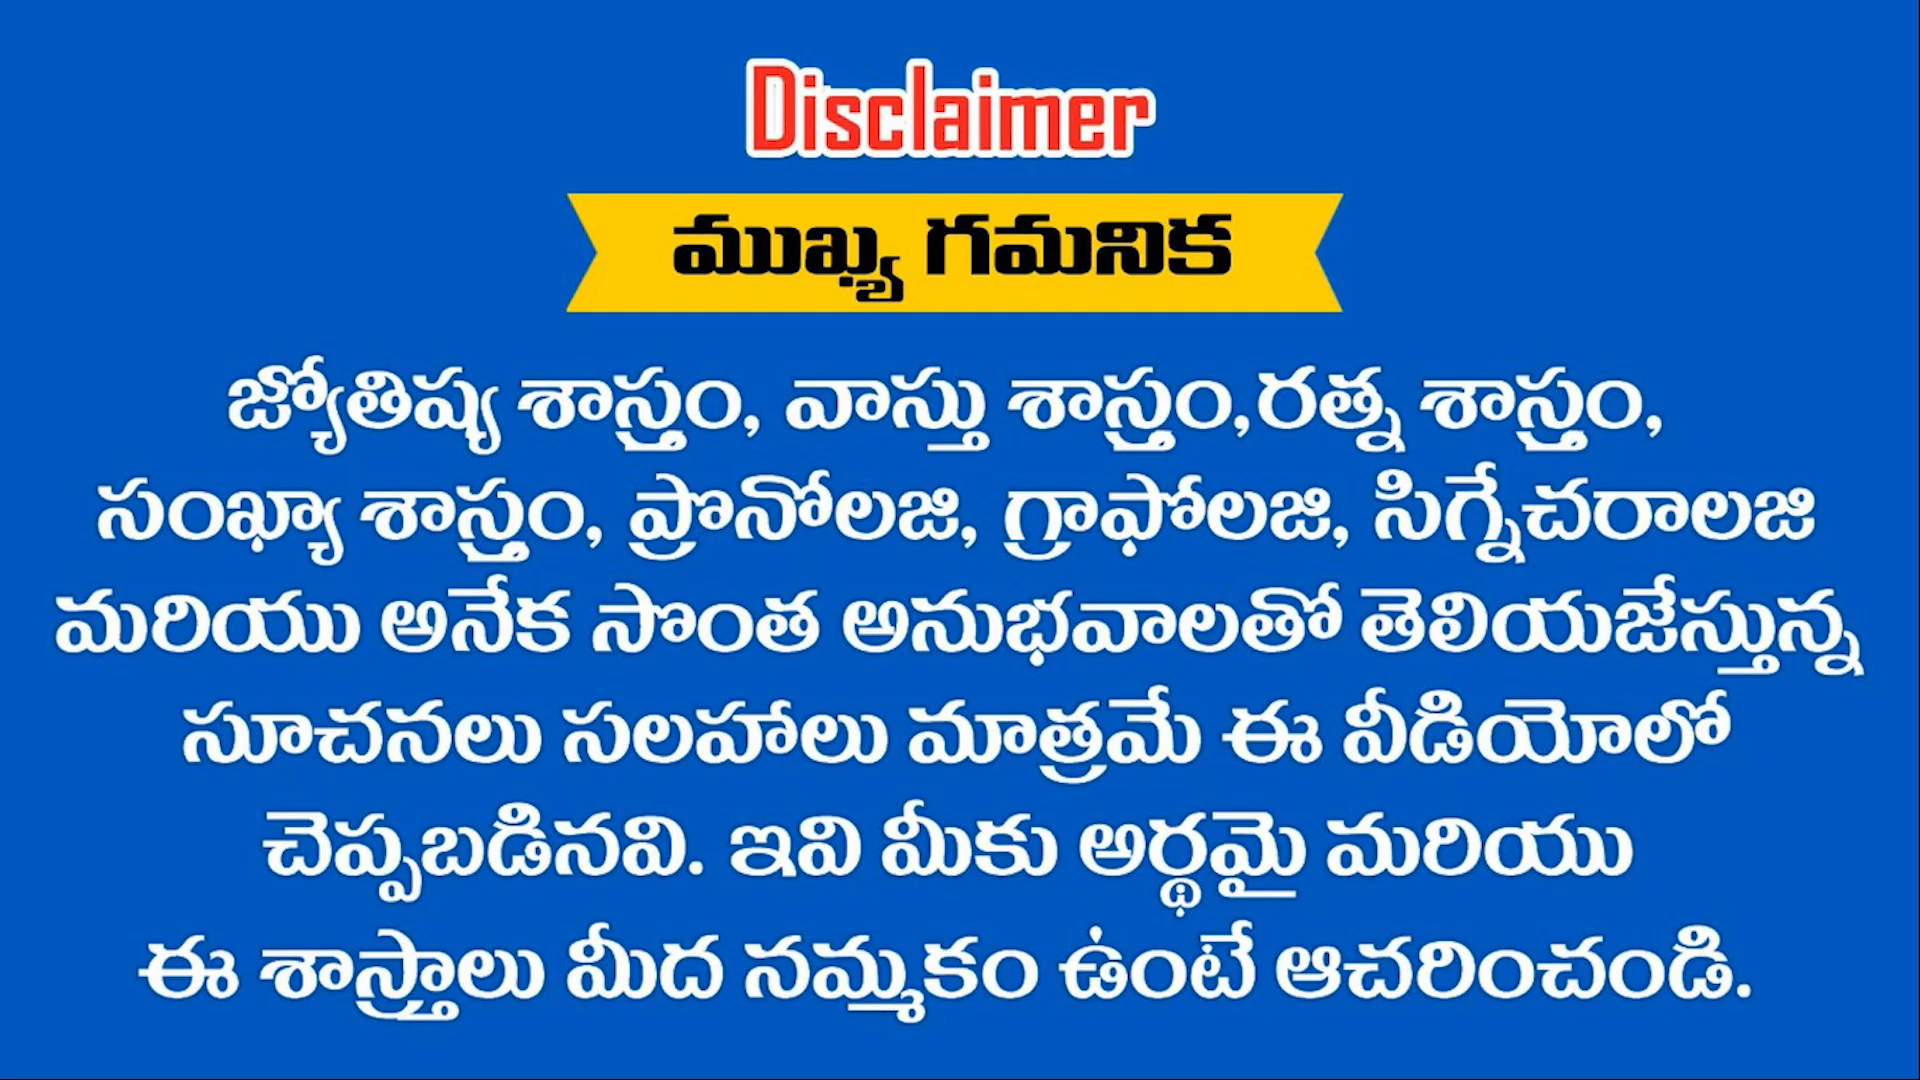 Disclaimer
ముఖ్య గమనిక
జ్యోతిష్య శాస్త్రం, వాస్తు శాస్త్రం,రత్న శాస్త్రం,
సంఖ్యా శాస్త్రం, ప్రొనోలజి, గ్రాఫోలజి, సిగ్నేచరాలజి
మరియు అనేక సొంత అనుభవాలతో తెలియజేస్తున్న
సూచనలు సలహాలు మాత్రమే ఈ వీడియోలో
చెప్పబడినవి. ఇవి మీకు అర్థమై మరియు
ఈ శాస్త్రాలు మీద నమ్మకం ఉంటే ఆచరించండి.